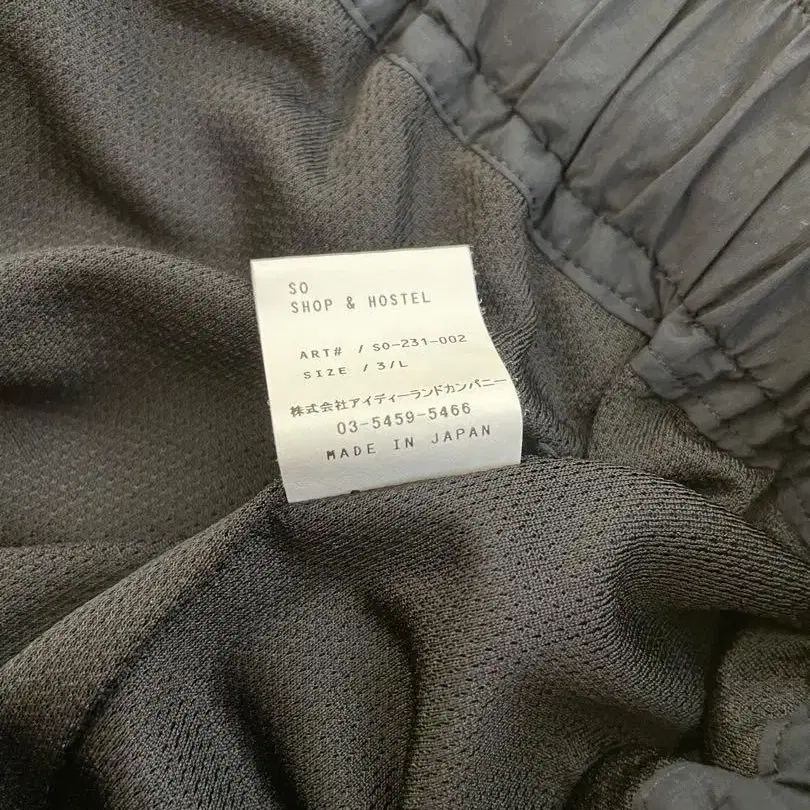 SO
SHOP & HOSTEL
ART# / SO-231-002
SIZE / 3/L
株式会社アイディーランドカンパニー
03-5459-5466
MADE IN JAPAN